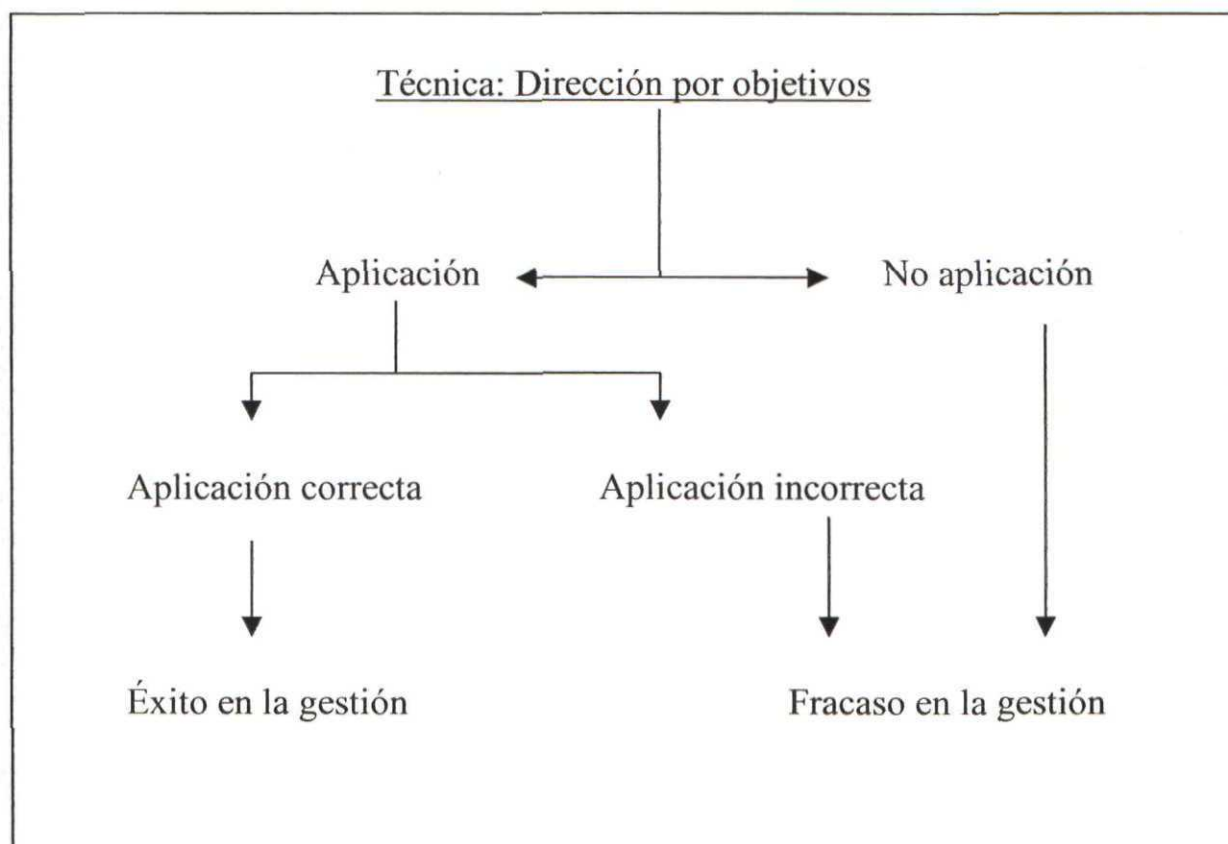 Técnica: Dirección por objetivos
Aplicación
No aplicación
Aplicación correcta
Aplicación incorrecta
Éxito en la gestión
Fracaso en la gestión